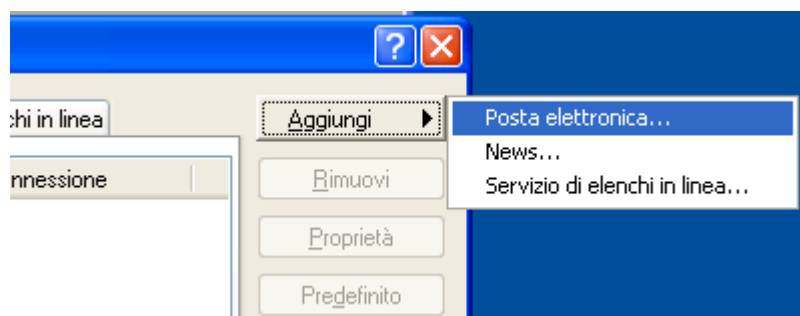 chi in linea
Aggiungi
Posta elettronica...
News...
Servizio di elenchi in linea...
nnessione
Rimuovi
Proprietà
Predefinito